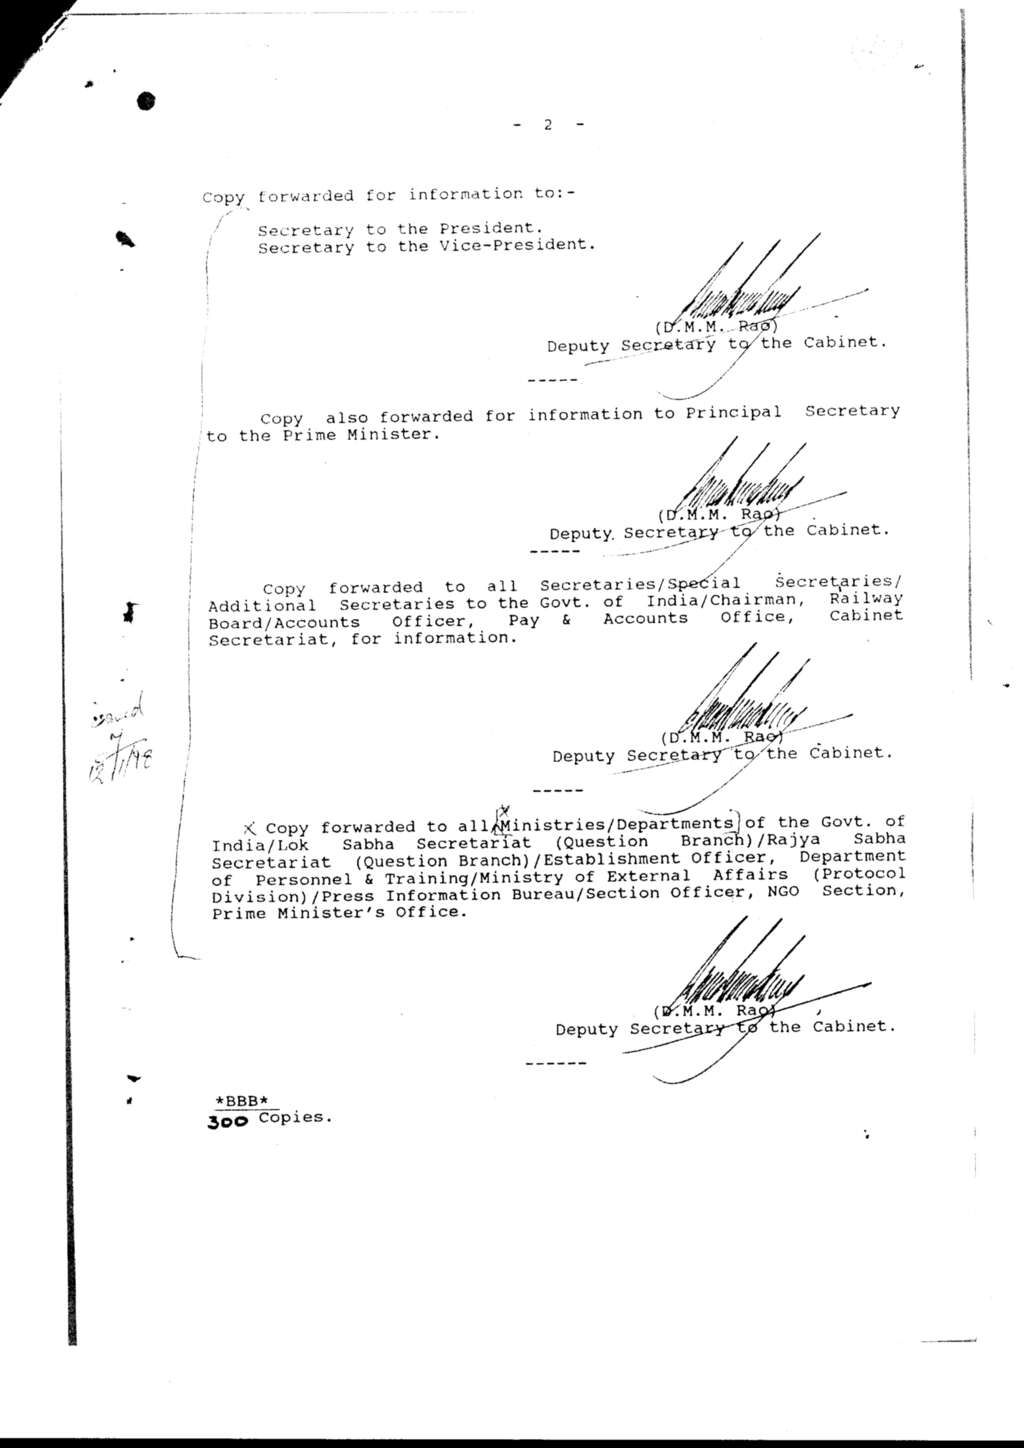 - 2 -
Copy forwarded for information to:-
Secretary to the President.
Secretary to the Vice-President.
(D.M.M. Rao)
Deputy Secretary to the Cabinet.
-----
Copy also forwarded for information to Principal Secretary
to the Prime Minister.
(D.M.M. Rao)
Deputy Secretary to the Cabinet.
-----
Copy forwarded to all Secretaries/Special Secretaries/
Additional Secretaries to the Govt. of India/Chairman, Railway
Board/Accounts Officer, Pay & Accounts Office, Cabinet
Secretariat, for information.
issued
(D.M.M. Rao)
Deputy Secretary to the Cabinet.
-----
X Copy forwarded to all X [Ministries/Departments] of the Govt. of
India/Lok Sabha Secretariat (Question Branch)/Rajya Sabha
Secretariat (Question Branch)/Establishment Officer, Department
of Personnel & Training/Ministry of External Affairs (Protocol
Division)/Press Information Bureau/Section Officer, NGO Section,
Prime Minister's Office.
(D.M.M. Rao)
Deputy Secretary to the Cabinet.
------
*BBB*
300 Copies.